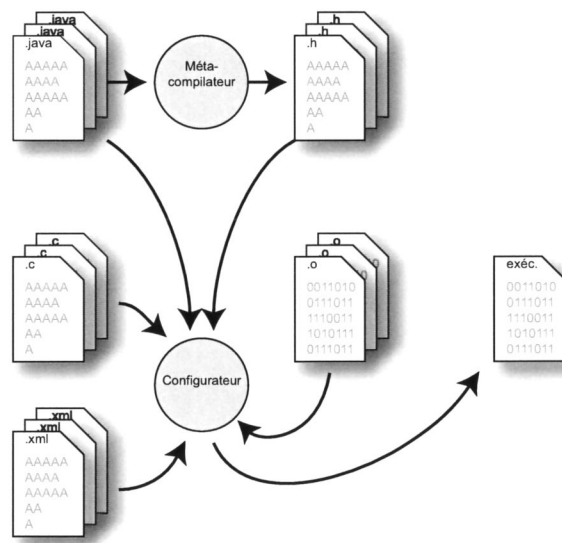 .java
.java
.java
AAAAA
AAAA
AAAAA
AA
A
Méta-
compilateur
.h
.h
.h
AAAAA
AAAA
AAAAA
AA
A
.c
.c
.c
AAAAA
AAAA
AAAAA
AA
A
.o
.o
.o
0011010
0111011
1110011
1010111
0111011
exéc.
0011010
0111011
1110011
1010111
0111011
Configurateur
.xml
.xml
.xml
AAAAA
AAAA
AAAAA
AA
A